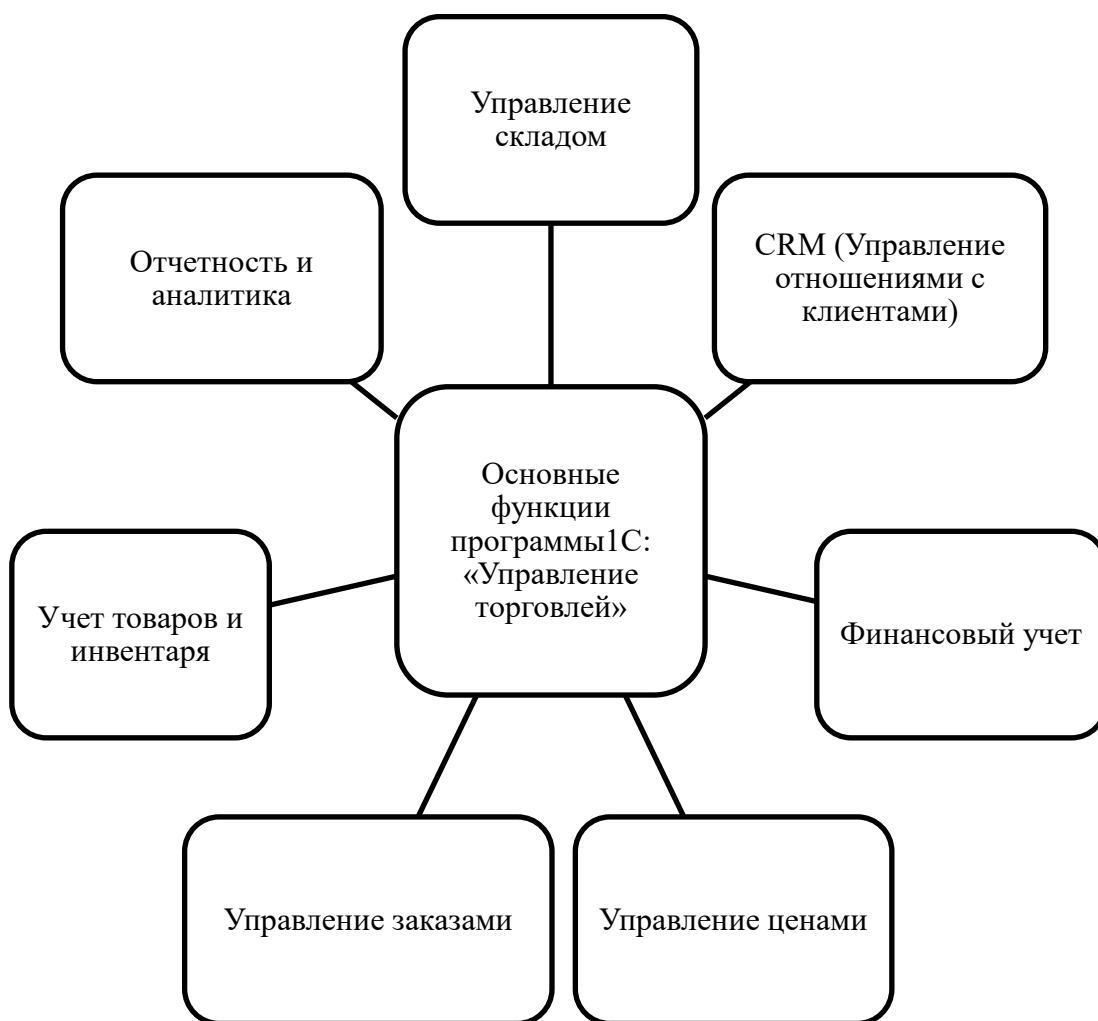 Управление
складом
Отчетность и
аналитика
CRM (Управление
отношениями с
клиентами)
Основные
функции
программы1С:
«Управление
торговлей»
Учет товаров и
инвентаря
Финансовый учет
Управление заказами
Управление ценами